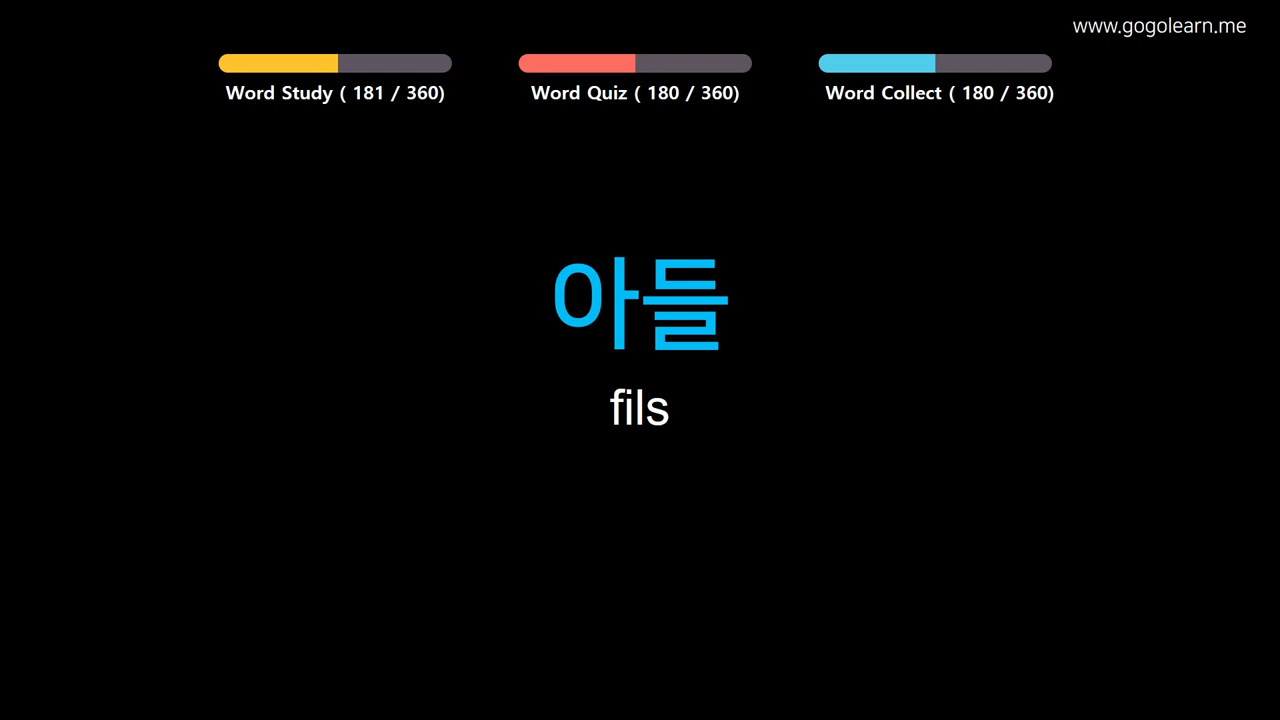 www.gogolearn.me
Word Study ( 181 / 360)
Word Quiz ( 180 / 360)
Word Collect ( 180 / 360)
아들
fils